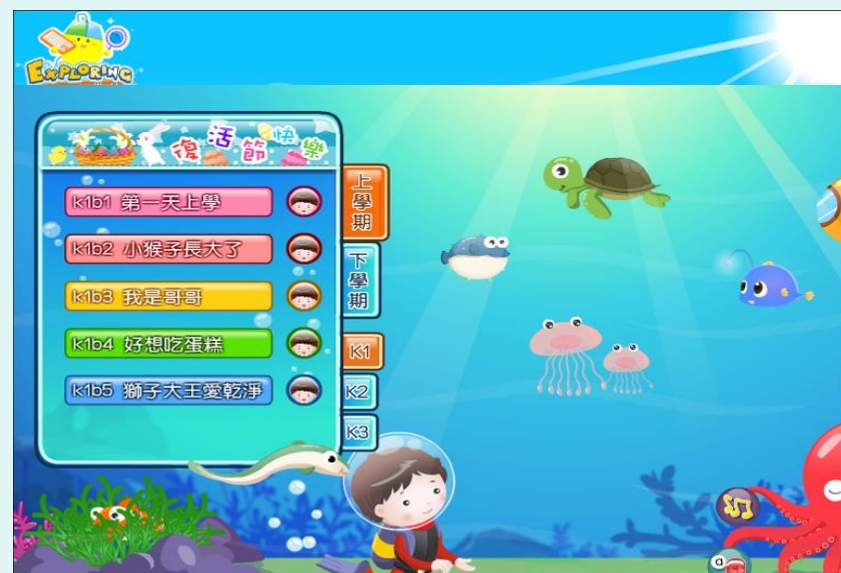 EXPLORING
復活節快樂
k1b1 第一天上學
k1b2 小猴子長大了
k1b3 我是哥哥
k1b4 好想吃蛋糕
k1b5 獅子大王愛乾淨
上學期
下學期
K1
K2
K3